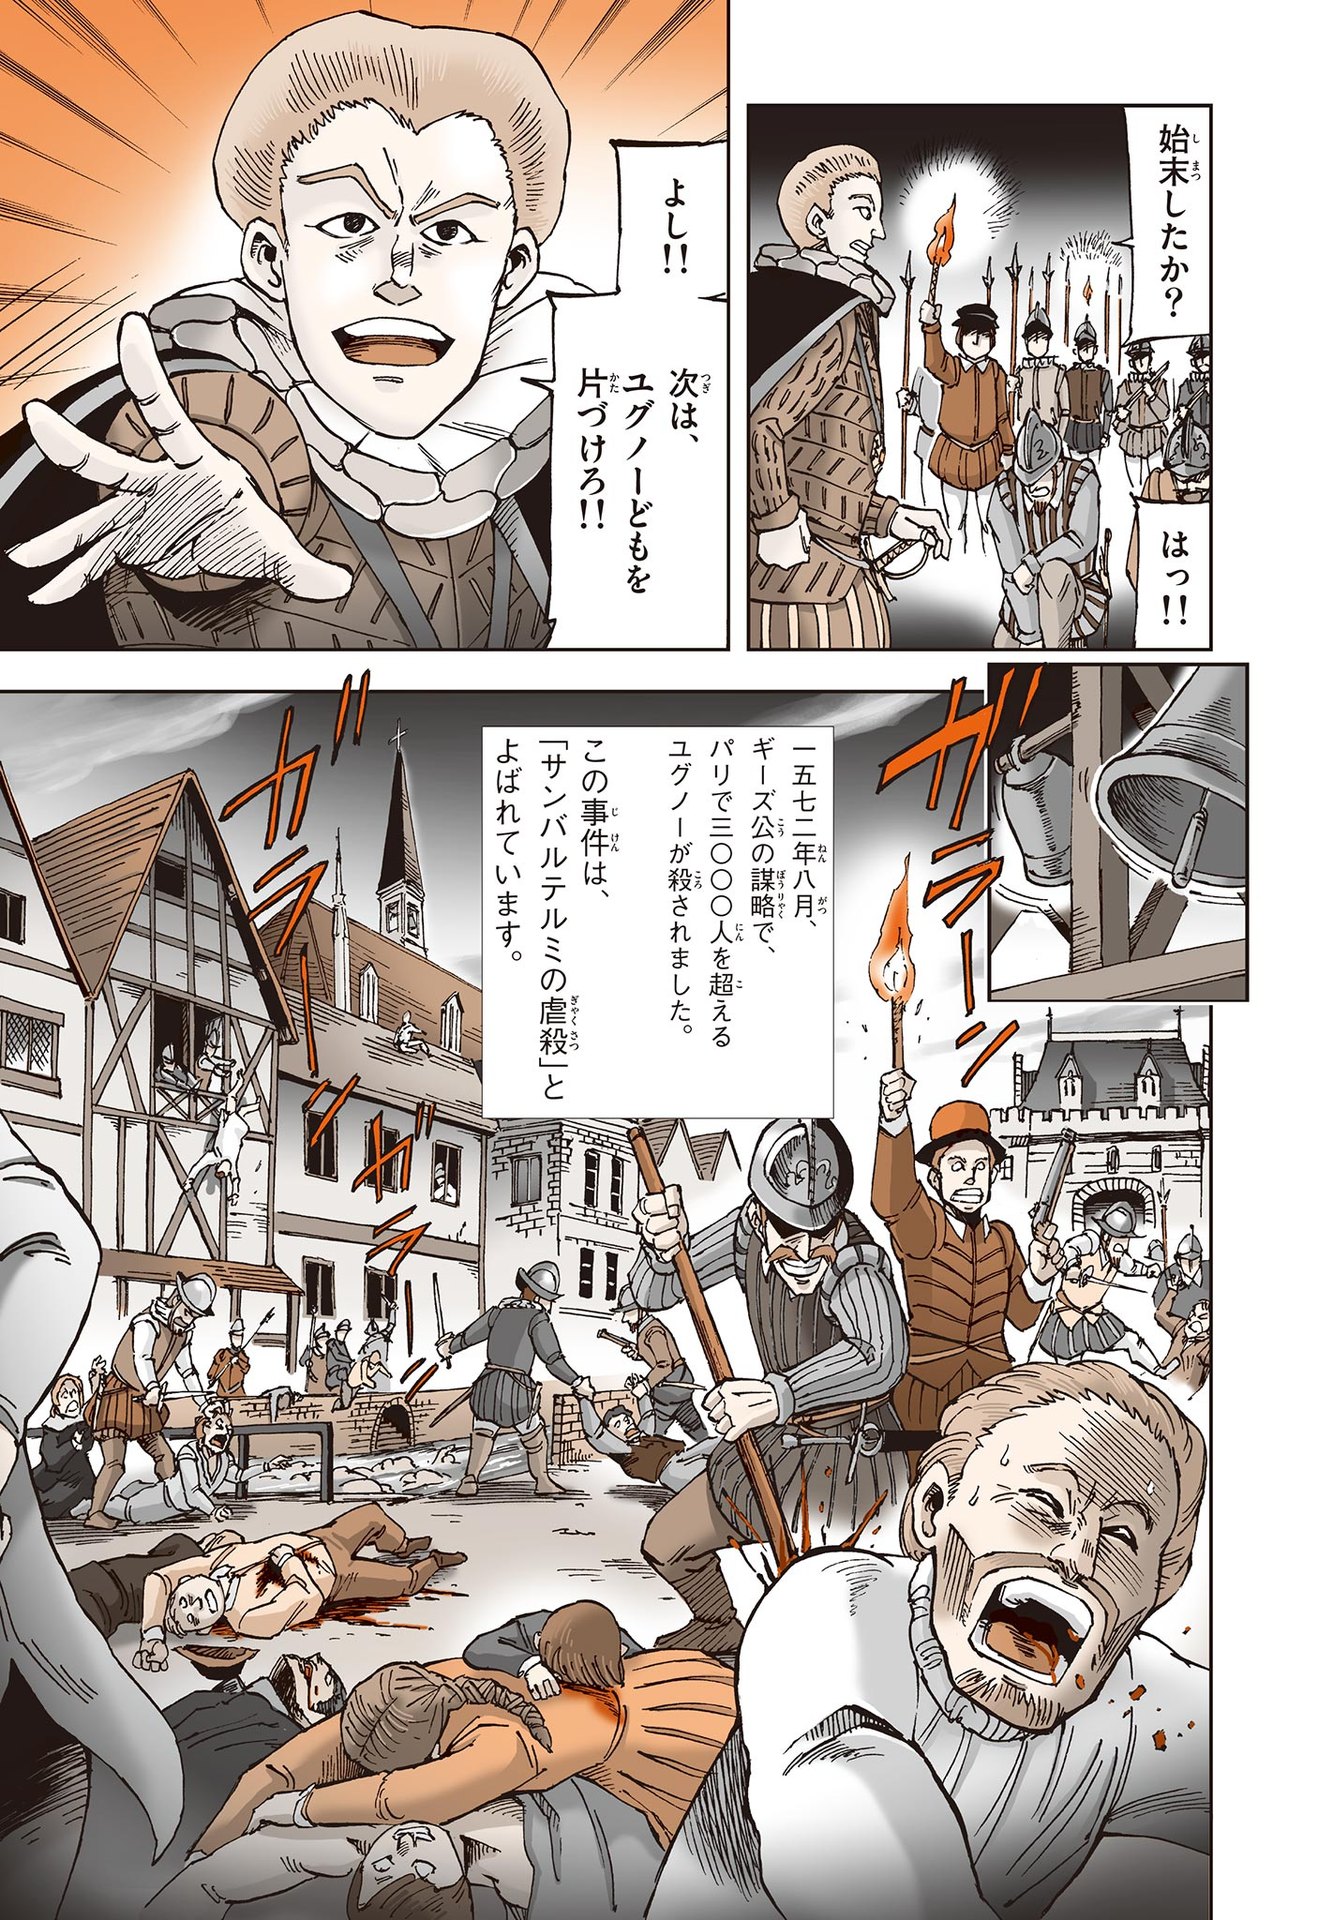 始末したか？
はっ！！
よし！！
次は、
ユグノーどもを
片づけろ！！
ガラーン
ガラ
ガラ
一五七二年八月、
ギーズ公の謀略で、
パリで三〇〇〇人を超える
ユグノーが殺されました。
この事件は、
「サンバルテルミの虐殺」と
よばれています。